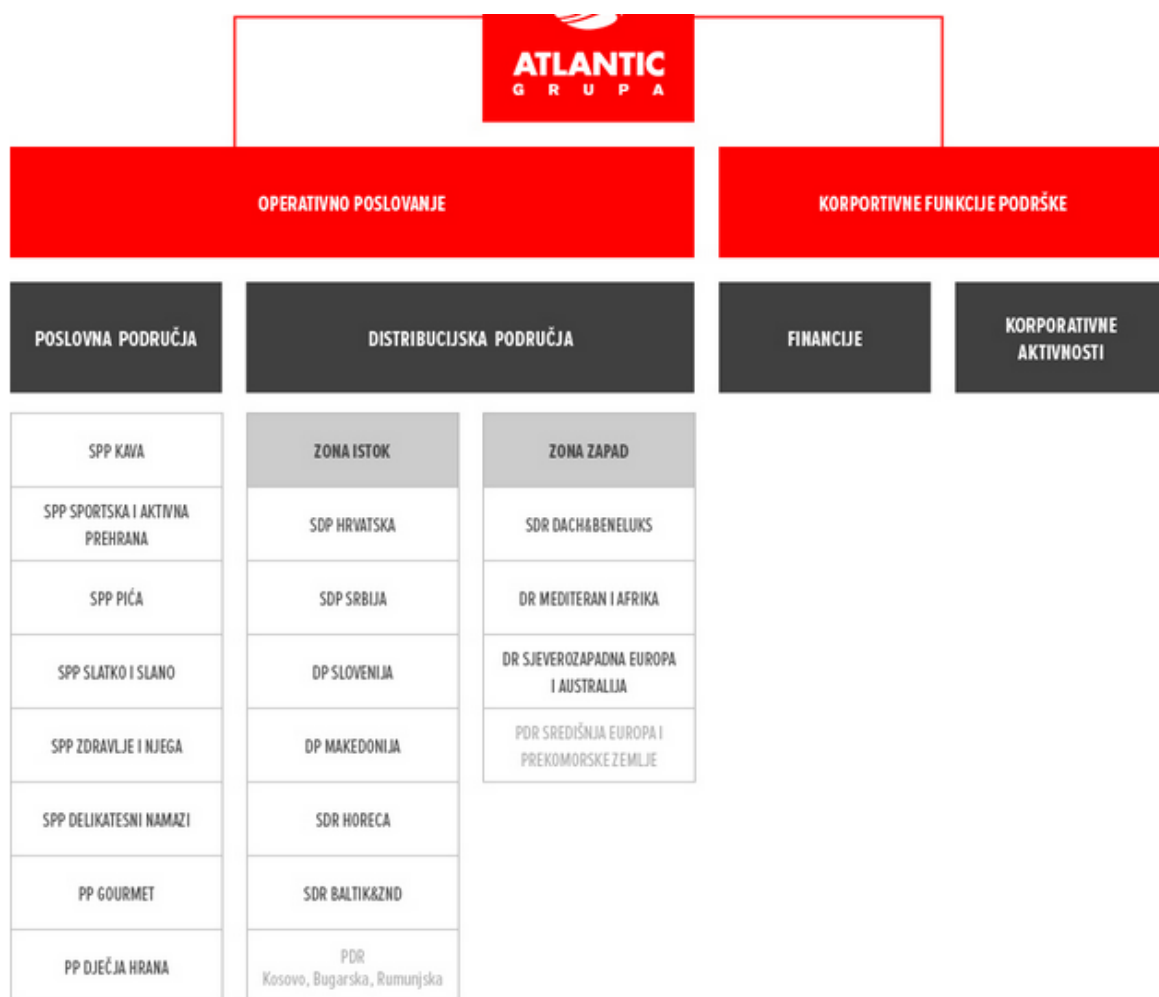 ATLANTIC
GRUPA
OPERATIVNO POSLOVANJE
KORPORTIVNE FUNKCIJE PODRŠKE
POSLOVNA PODRUČJA
DISTRIBUCIJSKA PODRUČJA
FINANCIJE
KORPORATIVNE
AKTIVNOSTI
SPP KAVA
SPP SPORTSKA I AKTIVNA
PREHRANA
SPP PIĆA
SPP SLATKO I SLANO
SPP ZDRAVLJE I NJEGA
SPP DELIKATESNI NAMAZI
PP GOURMET
PP DJEČJA HRANA
ZONA ISTOK
SDP HRVATSKA
SDP SRBIJA
DP SLOVENIJA
DP MAKEDONIJA
SDR HORECA
SDR BALTIK&ZND
PDR
Kosovo, Bugarska, Rumunjska
ZONA ZAPAD
SDR DACH&BENELUKS
DR MEDITERAN I AFRIKA
DR SJEVEROZAPADNA EUROPA
I AUSTRALIJA
PDR SREDIŠNJA EUROPA I
PREKOMORSKE ZEMLJE